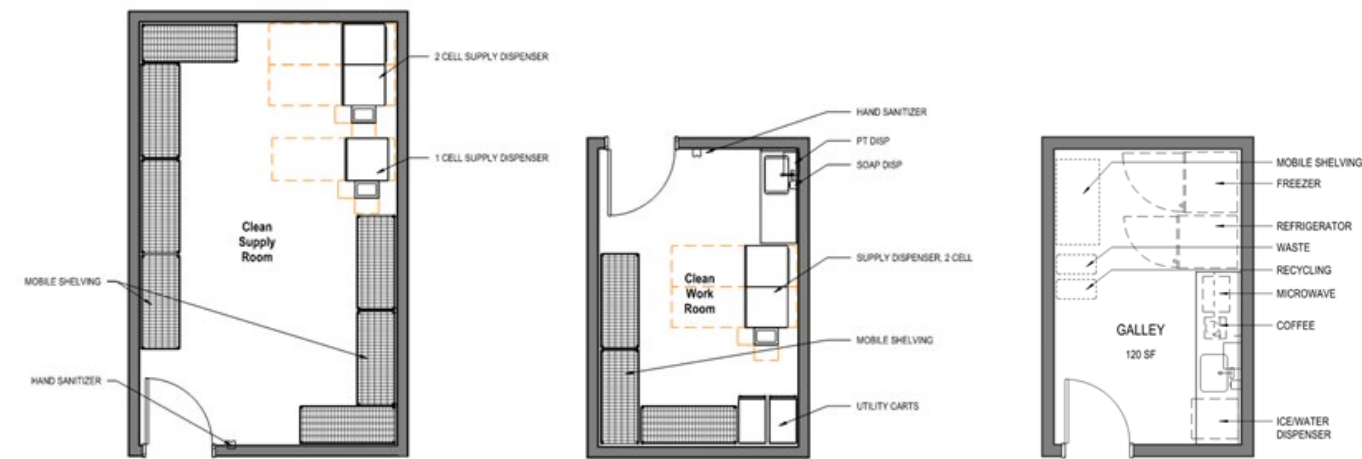 2 CELL SUPPLY DISPENSER
1 CELL SUPPLY DISPENSER
Clean
Supply
Room
MOBILE SHELVING
HAND SANITIZER
HAND SANITIZER
PT DISP
SOAP DISP
SUPPLY DISPENSER, 2 CELL
Clean
Work
Room
MOBILE SHELVING
UTILITY CARTS
MOBILE SHELVING
FREEZER
REFRIGERATOR
WASTE
RECYCLING
MICROWAVE
COFFEE
GALLEY
120 SF
ICE/WATER
DISPENSER